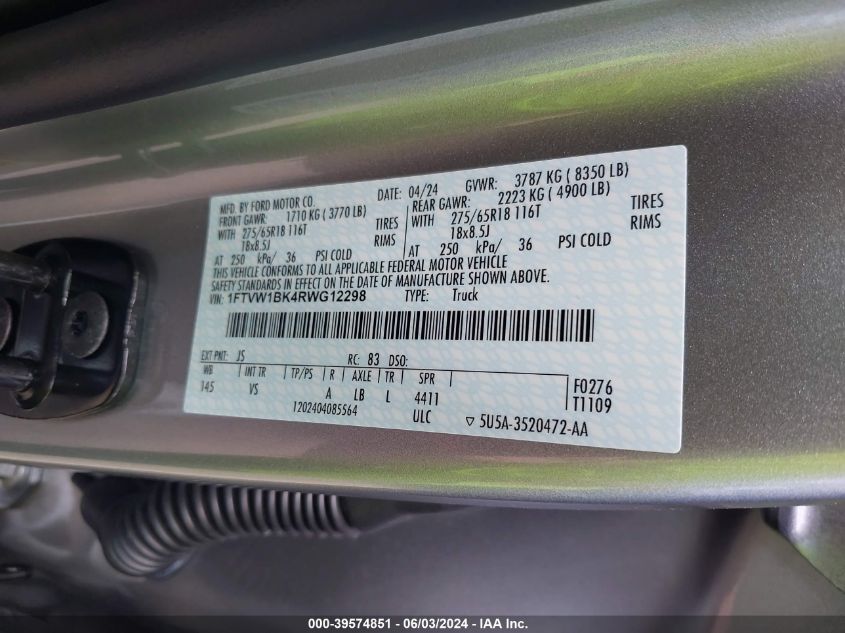 MFD. BY FORD MOTOR CO.
DATE: 04/24 GVWR: 3787 KG ( 8350 LB)
FRONT GAWR: 1710 KG ( 3770 LB) REAR GAWR: 2223 KG ( 4900 LB)
WITH 275/65R18 116T TIRES WITH 275/65R18 116T TIRES
18x8.5J RIMS 18x8.5J RIMS
AT 250 kPa/ 36 PSI COLD AT 250 kPa/ 36 PSI COLD
THIS VEHICLE CONFORMS TO ALL APPLICABLE FEDERAL MOTOR VEHICLE
SAFETY STANDARDS IN EFFECT ON THE DATE OF MANUFACTURE SHOWN ABOVE.
VIN: 1FTVW1BK4RWG12298 TYPE: Truck
EXT PNT: JS RC: 83 DSO:
WB INT TR TP/PS R AXLE TR SPR F0276
145 VS A LB L 4411 T1109
1202404085564 ULC ▽ 5U5A-3520472-AA
000-39574851 - 06/03/2024 - IAA Inc.